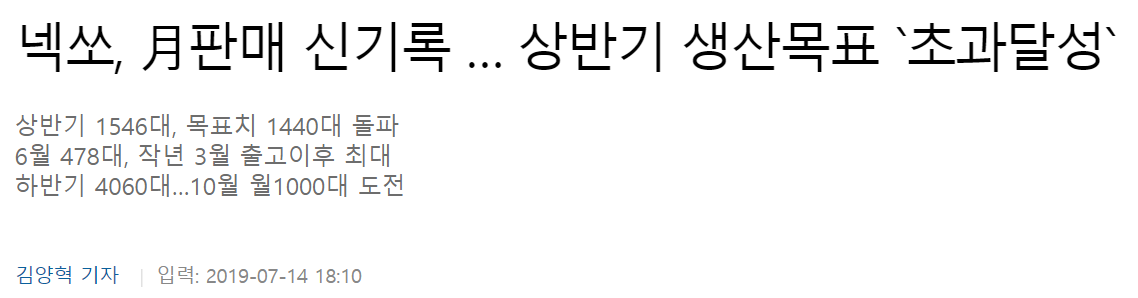 넥쏘, 月판매 신기록 … 상반기 생산목표 `초과달성`
상반기 1546대, 목표치 1440대 돌파
6월 478대, 작년 3월 출고이후 최대
하반기 4060대…10월 월1000대 도전
김양혁 기자 | 입력: 2019-07-14 18:10